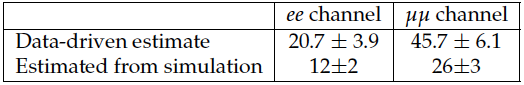 ee channel µµ channel
Data-driven estimate 20.7 ± 3.9 45.7 ± 6.1
Estimated from simulation 12±2 26±3